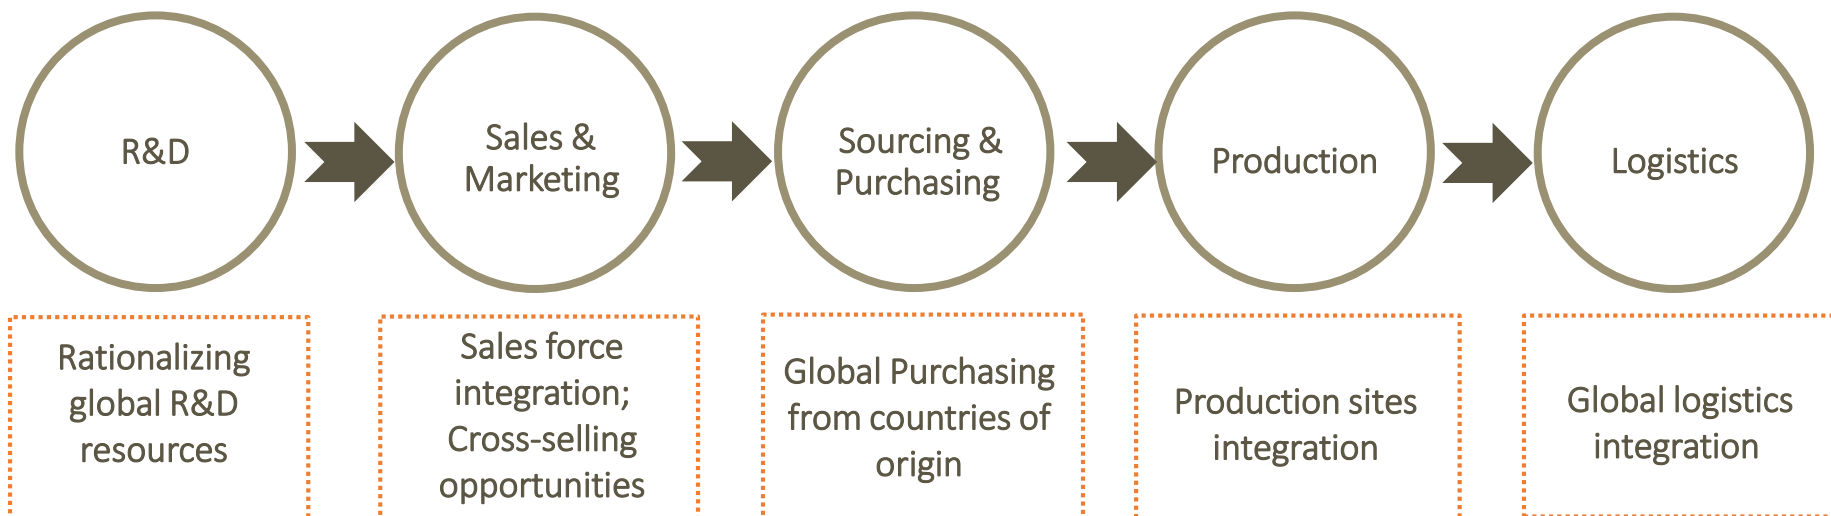 R&D
Sales &
Marketing
Sourcing &
Purchasing
Production
Logistics
Rationalizing
global R&D
resources
Sales force
integration;
Cross-selling
opportunities
Global Purchasing
from countries of
origin
Production sites
integration
Global logistics
integration